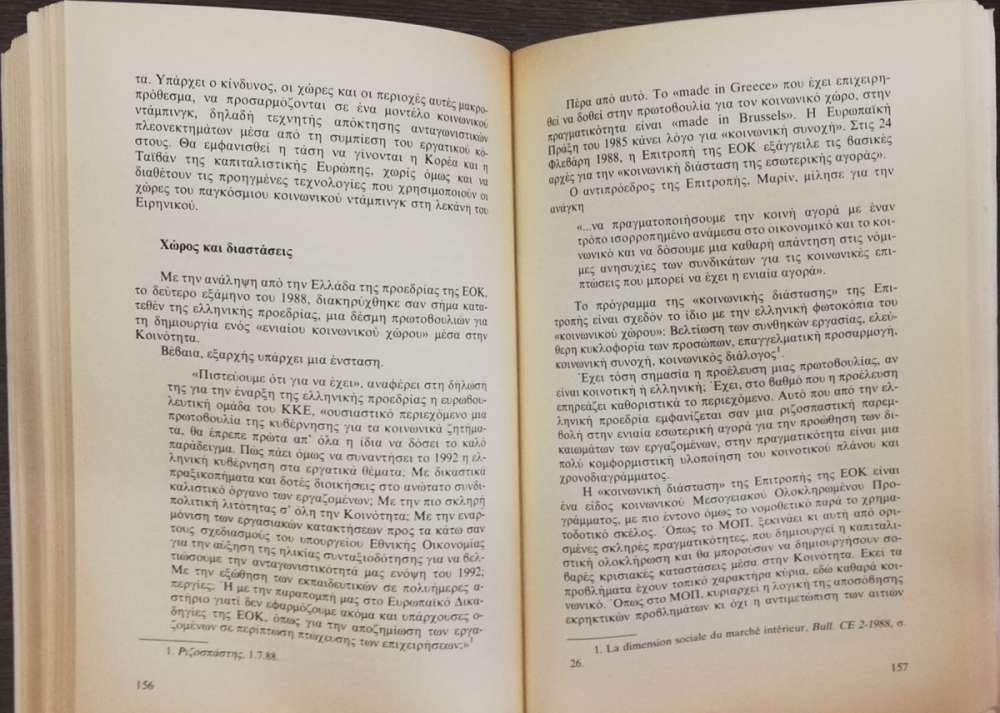 τα. Υπάρχει ο κίνδυνος, οι χώρες και οι περιοχές αυτές μακρο-
πρόθεσμα, να προσαρμόζονται σε ένα μοντέλο κοινωνικού
ντάμπινγκ, δηλαδή τεχνητής απόκτησης ανταγωνιστικών
πλεονεκτημάτων μέσα από τη συμπίεση του εργατικού κό-
στους. Θα εμφανισθεί η τάση να γίνονται η Κορέα και η
Ταϊβάν της καπιταλιστικής Ευρώπης, χωρίς όμως και να
διαθέτουν τις προηγμένες τεχνολογίες που χρησιμοποιούν οι
χώρες του παγκόσμιου κοινωνικού ντάμπινγκ στη λεκάνη του
Ειρηνικού.
Χώρος και διαστάσεις
Με την ανάληψη από την Ελλάδα της προεδρίας της ΕΟΚ,
το δεύτερο εξάμηνο του 1988, διακηρύχθηκε σαν σήμα κατα-
τεθέν της ελληνικής προεδρίας, μια δέσμη πρωτοβουλιών για
τη δημιουργία ενός «ενιαίου κοινωνικού χώρου» μέσα στην
Κοινότητα.
Βέβαια, εξαρχής υπάρχει μια ένσταση.
«Πιστεύουμε ότι για να έχει», αναφέρει στη δήλωση
της για την έναρξη της ελληνικής προεδρίας η ευρωβου-
λευτική ομάδα του ΚΚΕ, «ουσιαστικό περιεχόμενο μια
πρωτοβουλία της κυβέρνησης για τα κοινωνικά ζητήμα-
τα, θα έπρεπε πρώτα απ' όλα η ίδια να δόσει το καλό
παράδειγμα. Πώς πάει όμως να συναντήσει το 1992 η ελ-
ληνική κυβέρνηση στα εργατικά θέματα; Με δικαστικά
πραξικοπήματα και δοτές διοικήσεις στο ανώτατο συνδι-
καλιστικό όργανο των εργαζομένων; Με την πιο σκληρή
πολιτική λιτότητας σ' όλη την Κοινότητα; Με την εναρ-
μόνιση των εργασιακών κατακτήσεων προς τα κάτω σαν
τους σχεδιασμούς του υπουργείου Εθνικής Οικονομίας
για την αύξηση της ηλικίας συνταξιοδότησης για να βελ-
τιώσουμε την ανταγωνιστικότητά μας ενόψη του 1992;
Με την εξώθηση των εκπαιδευτικών σε πολυήμερες α-
περγίες; Ή με την παραπομπή μας στο Ευρωπαϊκό Δικα-
στήριο γιατί δεν εφαρμόζουμε ακόμα και υπάρχουσες ο-
δηγίες της ΕΟΚ, όπως για την αποζημίωση των εργα-
ζομένων σε περίπτωση πτώχευσης των επιχειρήσεων;»1
1. Ριζοσπάστης, 1.7.88.
156
Πέρα από αυτό. Το «made in Greece» που έχει επιχειρη-
θεί να δοθεί στην πρωτοβουλία για τον κοινωνικό χώρο, στην
πραγματικότητα είναι «made in Brussels». Η Ευρωπαϊκή
Πράξη του 1985 κάνει λόγο για «κοινωνική συνοχή». Στις 24
Φλεβάρη 1988, η Επιτροπή της ΕΟΚ εξάγγειλε τις βασικές
αρχές για την «κοινωνική διάσταση της εσωτερικής αγοράς».
Ο αντιπρόεδρος της Επιτροπής, Μαρίν, μίλησε για την
ανάγκη
«...να πραγματοποιήσουμε την κοινή αγορά με έναν
τρόπο ισορροπημένο ανάμεσα στο οικονομικό και το κοι-
νωνικό και να δόσουμε μια καθαρή απάντηση στις νόμι-
μες ανησυχίες των συνδικάτων για τις κοινωνικές επι-
πτώσεις που μπορεί να έχει η ενιαία αγορά».
Το πρόγραμμα της «κοινωνικής διάστασης» της Επι-
τροπής είναι σχεδόν το ίδιο με την ελληνική φωτοκόπια του
«κοινωνικού χώρου»: Βελτίωση των συνθηκών εργασίας, ελεύ-
θερη κυκλοφορία των προσώπων, επαγγελματική προσαρμογή,
κοινωνική συνοχή, κοινωνικός διάλογος1.
Έχει τόση σημασία η προέλευση μιας πρωτοβουλίας, αν
είναι κοινοτική ή ελληνική; Έχει, στο βαθμό που η προέλευση
επηρεάζει καθοριστικά το περιεχόμενο. Αυτό που από την ελ-
ληνική προεδρία εμφανίζεται σαν μια ριζοσπαστική παρεμ-
βολή στην ενιαία εσωτερική αγορά για την προώθηση των δι-
καιωμάτων των εργαζομένων, στην πραγματικότητα είναι μια
πολύ κομφορμιστική υλοποίηση του κοινοτικού πλάνου και
χρονοδιαγράμματος.
Η «κοινωνική διάσταση» της Επιτροπής της ΕΟΚ είναι
ένα είδος κοινωνικού Μεσογειακού Ολοκληρωμένου Προ-
γράμματος, με πιο έντονο όμως το νομοθετικό παρά το χρημα-
τοδοτικό σκέλος. Όπως το ΜΟΠ, ξεκινάει κι αυτή από ορι-
σμένες σκληρές πραγματικότητες, που δημιουργεί η καπιταλι-
στική ολοκλήρωση και θα μπορούσαν να δημιουργήσουν σο-
βαρές κρισιακές καταστάσεις μέσα στην Κοινότητα. Εκεί τα
προβλήματα έχουν τοπικό χαρακτήρα κύρια, εδώ καθαρά κοι-
νωνικό. Όπως στο ΜΟΠ, κυριαρχεί η λογική της αποσόβησης
εκρηκτικών προβλημάτων κι όχι η αντιμετώπιση των αιτιών
1. La dimension sociale du marché intérieur, Bull. CE 2-1988, σ.
26.
157